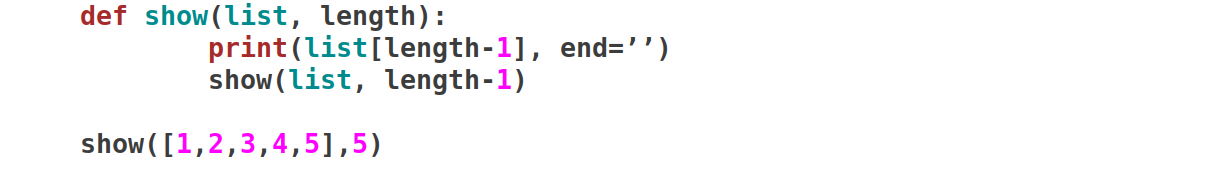 def show(list, length):
        print(list[length-1], end=’’)
        show(list, length-1)

show([1,2,3,4,5],5)